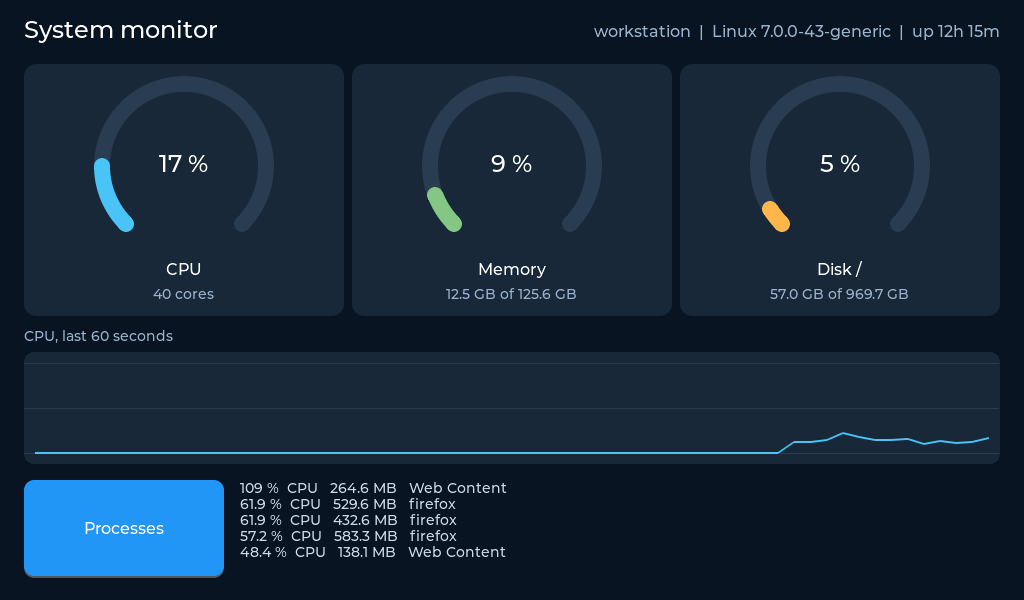 System monitor
workstation | Linux 7.0.0-43-generic | up 12h 15m
17 %
CPU
40 cores
9 %
Memory
12.5 GB of 125.6 GB
5 %
Disk /
57.0 GB of 969.7 GB
CPU, last 60 seconds
Processes
109 % CPU 264.6 MB Web Content
61.9 % CPU 529.6 MB firefox
61.9 % CPU 432.6 MB firefox
57.2 % CPU 583.3 MB firefox
48.4 % CPU 138.1 MB Web Content